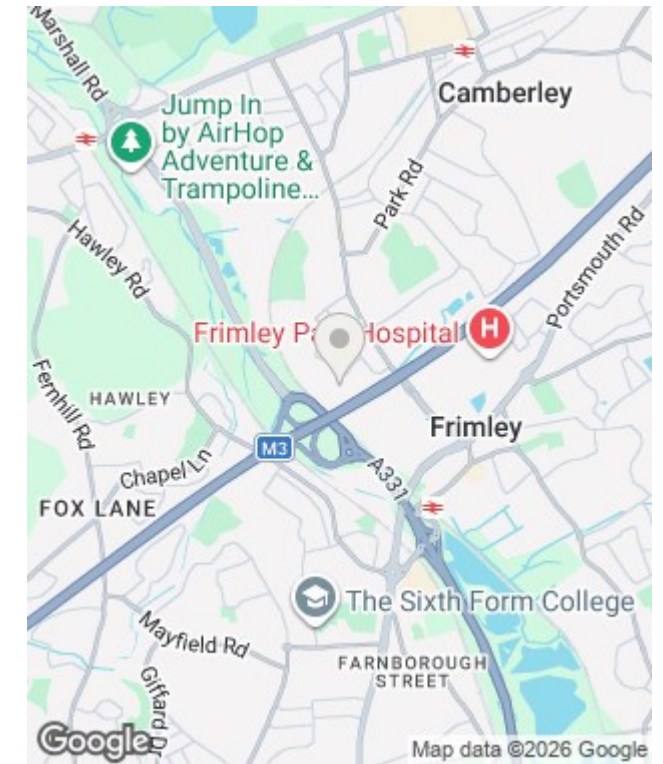 Marshall Rd
Camberley
Jump In
by AirHop
Adventure &
Trampoline...
Park Rd
Hawley Rd
Portsmouth Rd
Frimley Pa Hospital
H
HAWLEY
Fernhill Rd
Frimley
M3
Chapel Ln
A331
FOX LANE
The Sixth Form College
Mayfield Rd
FARNBOROUGH
STREET
Giffard Dr
Google
Map data ©2026 Google